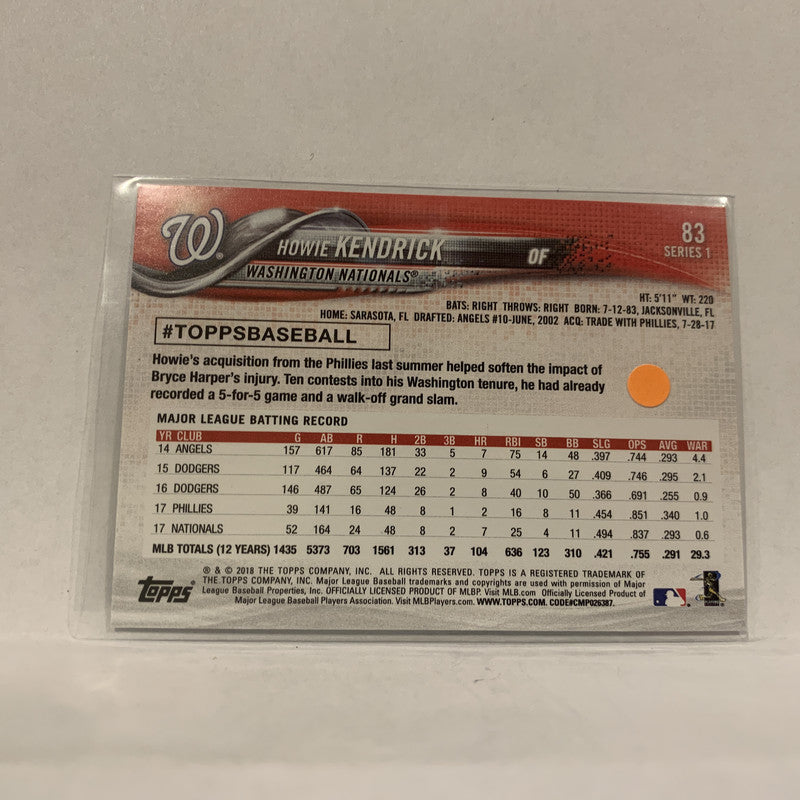 W
HOWIE KENDRICK OF
WASHINGTON NATIONALS®
83
SERIES 1
HT: 5'11" WT: 220
BATS: RIGHT THROWS: RIGHT BORN: 7-12-83, JACKSONVILLE, FL
HOME: SARASOTA, FL DRAFTED: ANGELS #10-JUNE, 2002 ACQ: TRADE WITH PHILLIES, 7-28-17
#TOPPSBASEBALL
Howie's acquisition from the Phillies last summer helped soften the impact of
Bryce Harper's injury. Ten contests into his Washington tenure, he had already
recorded a 5-for-5 game and a walk-off grand slam.
MAJOR LEAGUE BATTING RECORD
YR CLUB G AB R H 2B 3B HR RBI SB BB SLG OPS AVG WAR
14 ANGELS 157 617 85 181 33 5 7 75 14 48 .397 .744 .293 4.4
15 DODGERS 117 464 64 137 22 2 9 54 6 27 .409 .746 .295 2.1
16 DODGERS 146 487 65 124 26 2 8 40 10 50 .366 .691 .255 0.9
17 PHILLIES 39 141 16 48 8 1 2 16 8 11 .454 .851 .340 1.0
17 NATIONALS 52 164 24 48 8 2 7 25 4 11 .494 .837 .293 0.6
MLB TOTALS (12 YEARS) 1435 5373 703 1561 313 37 104 636 123 310 .421 .755 .291 29.3
® & © 2018 THE TOPPS COMPANY, INC. ALL RIGHTS RESERVED. TOPPS IS A REGISTERED TRADEMARK OF
THE TOPPS COMPANY, INC. Major League Baseball trademarks and copyrights are used with permission of Major
League Baseball Properties, Inc. OFFICIALLY LICENSED PRODUCT OF MLBP. Visit MLB.com Officially Licensed Product of
Major League Baseball Players Association. Visit MLBPlayers.com. WWW.TOPPS.COM. CODE#CMP026387.
Topps®